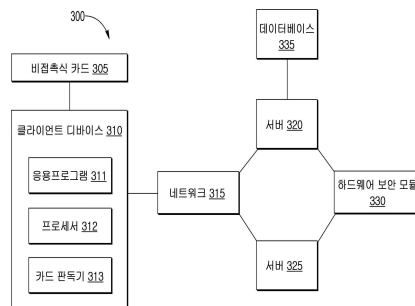 300
데이터베이스
335
비접촉식 카드 305
클라이언트 디바이스 310
응용프로그램 311
프로세서 312
카드 판독기 313
네트워크 315
서버 320
하드웨어 보안 모듈
330
서버 325